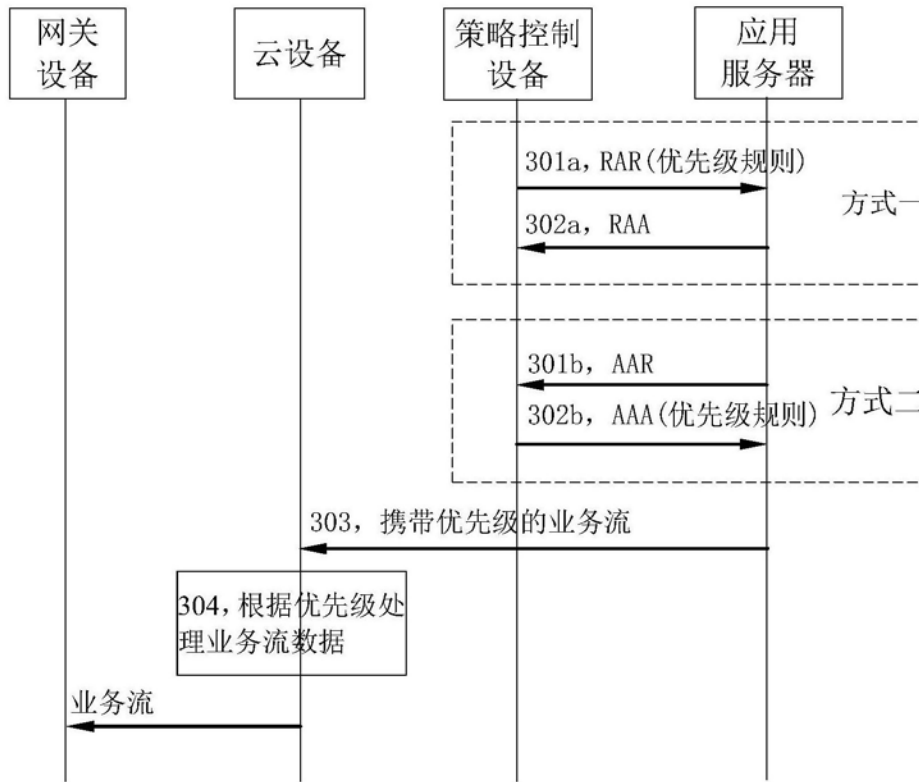 网关
设备
云设备
策略控制
设备
应用
服务器
301a, RAR(优先级规则)
方式一
302a, RAA
301b, AAR
302b, AAA(优先级规则)
方式二
303, 携带优先级的业务流
304, 根据优先级处
理业务流数据
业务流